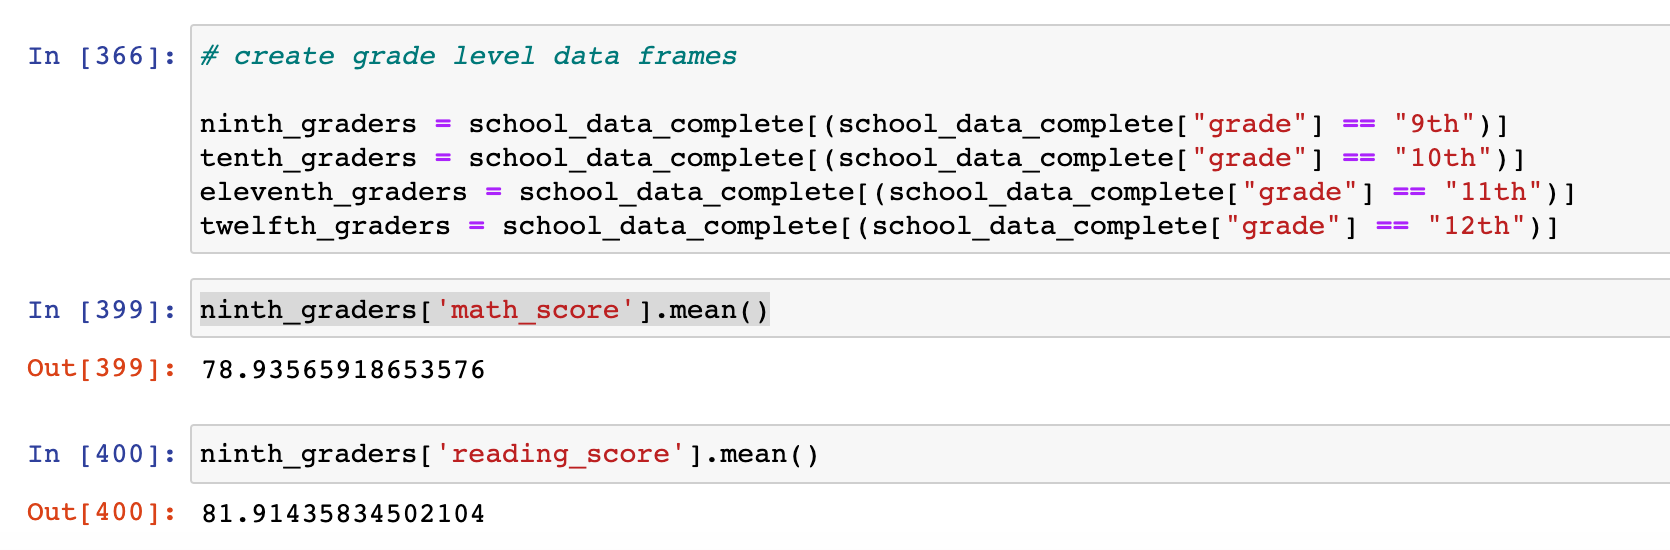 In [366]: # create grade level data frames
ninth_graders = school_data_complete[(school_data_complete["grade"] == "9th")]
tenth_graders = school_data_complete[(school_data_complete["grade"] == "10th")]
eleventh_graders = school_data_complete[(school_data_complete["grade"] == "11th")]
twelfth_graders = school_data_complete[(school_data_complete["grade"] == "12th")]
In [399]: ninth_graders['math_score'].mean()
Out[399]: 78.93565918653576
In [400]: ninth_graders['reading_score'].mean()
Out[400]: 81.91435834502104